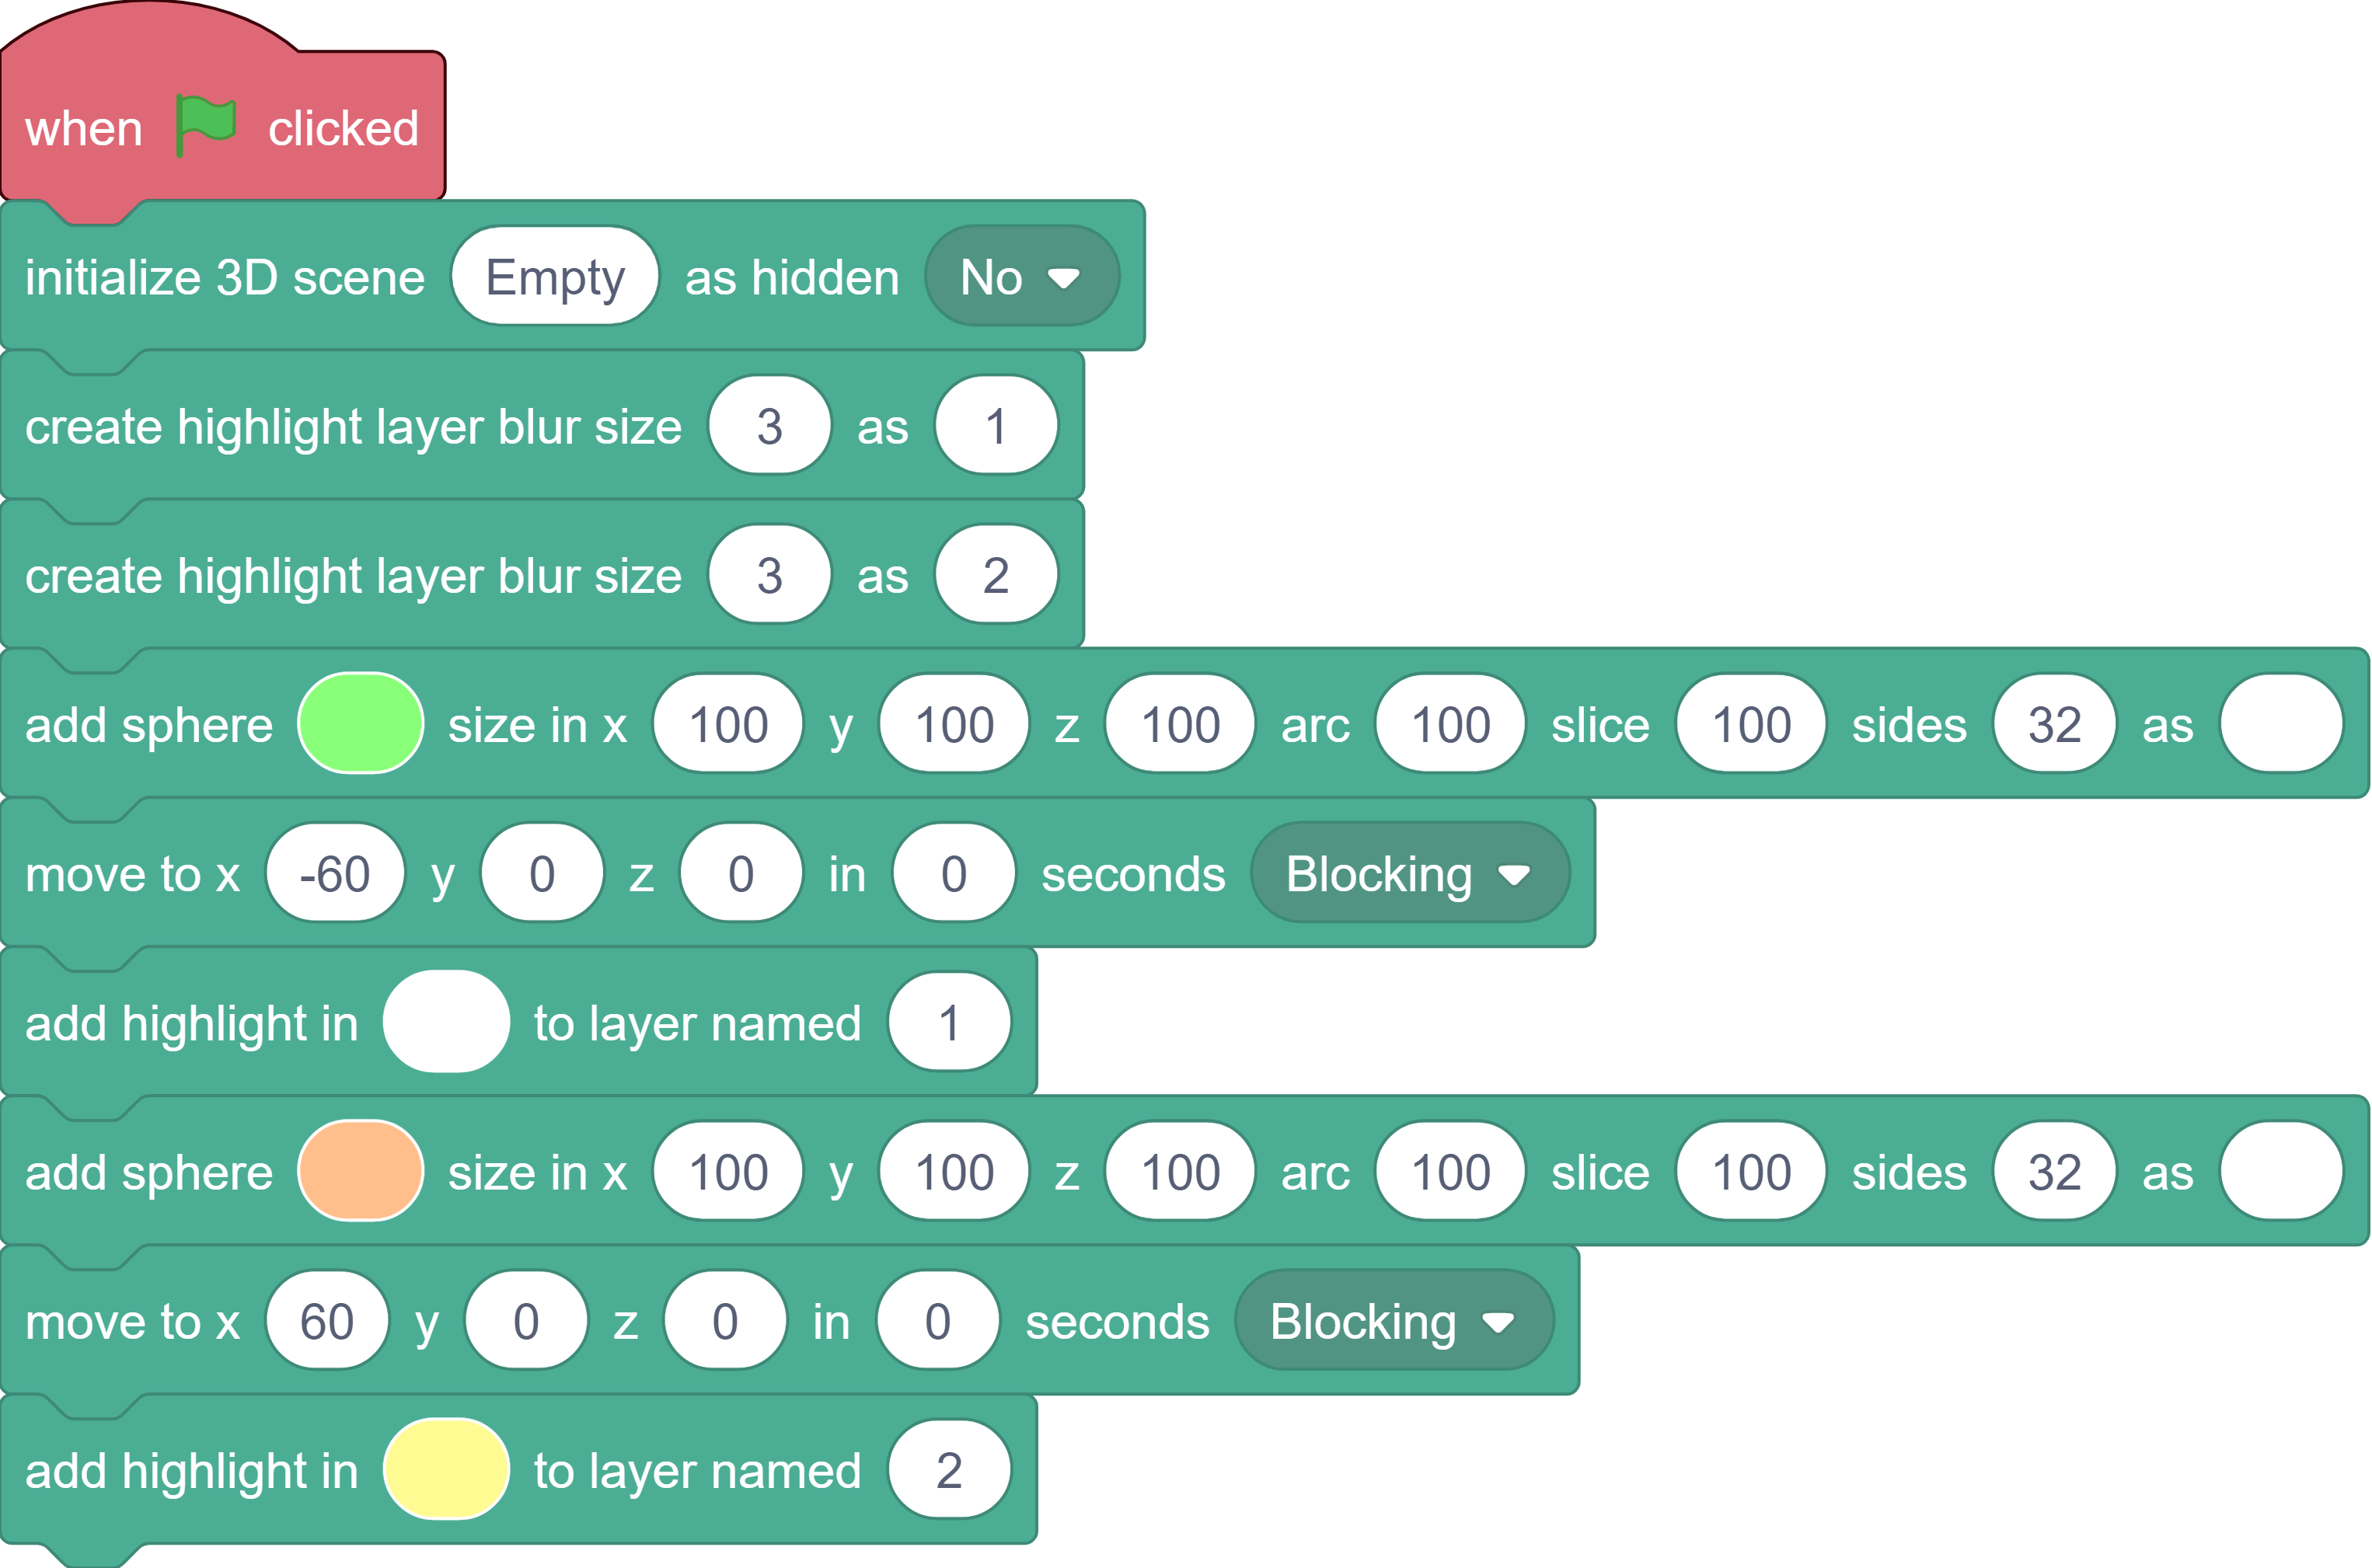 when clicked
initialize 3D scene Empty as hidden No
create highlight layer blur size 3 as 1
create highlight layer blur size 3 as 2
add sphere size in x 100 y 100 z 100 arc 100 slice 100 sides 32 as
move to x -60 y 0 z 0 in 0 seconds Blocking
add highlight in to layer named 1
add sphere size in x 100 y 100 z 100 arc 100 slice 100 sides 32 as
move to x 60 y 0 z 0 in 0 seconds Blocking
add highlight in to layer named 2